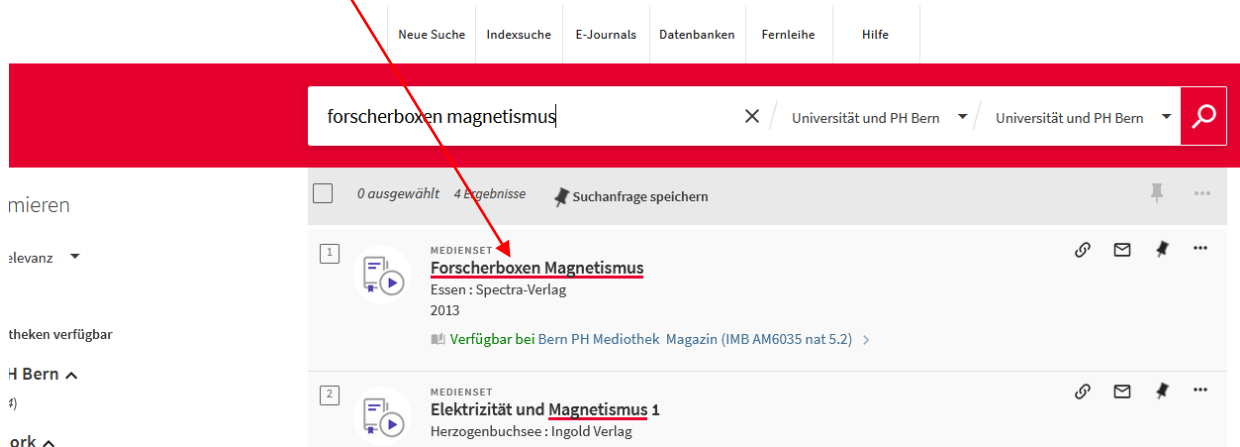 Neue Suche Indexsuche E-Journals Datenbanken Fernleihe Hilfe
forscherboxen magnetismus Universität und PH Bern Universität und PH Bern
mieren
0 ausgewählt 4 Ergebnisse Suchanfrage speichern
elevanz
theken verfügbar
H Bern
4)
ork
1
MEDIENSET
Forscherboxen Magnetismus
Essen : Spectra-Verlag
2013
Verfügbar bei Bern PH Mediothek Magazin (IMB AM6035 nat 5.2) >
2
MEDIENSET
Elektrizität und Magnetismus 1
Herzogenbuchsee : Ingold Verlag